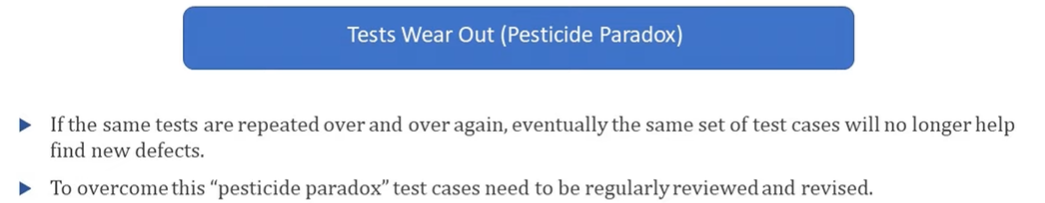 Tests Wear Out (Pesticide Paradox)
If the same tests are repeated over and over again, eventually the same set of test cases will no longer help
find new defects.
To overcome this “pesticide paradox” test cases need to be regularly reviewed and revised.